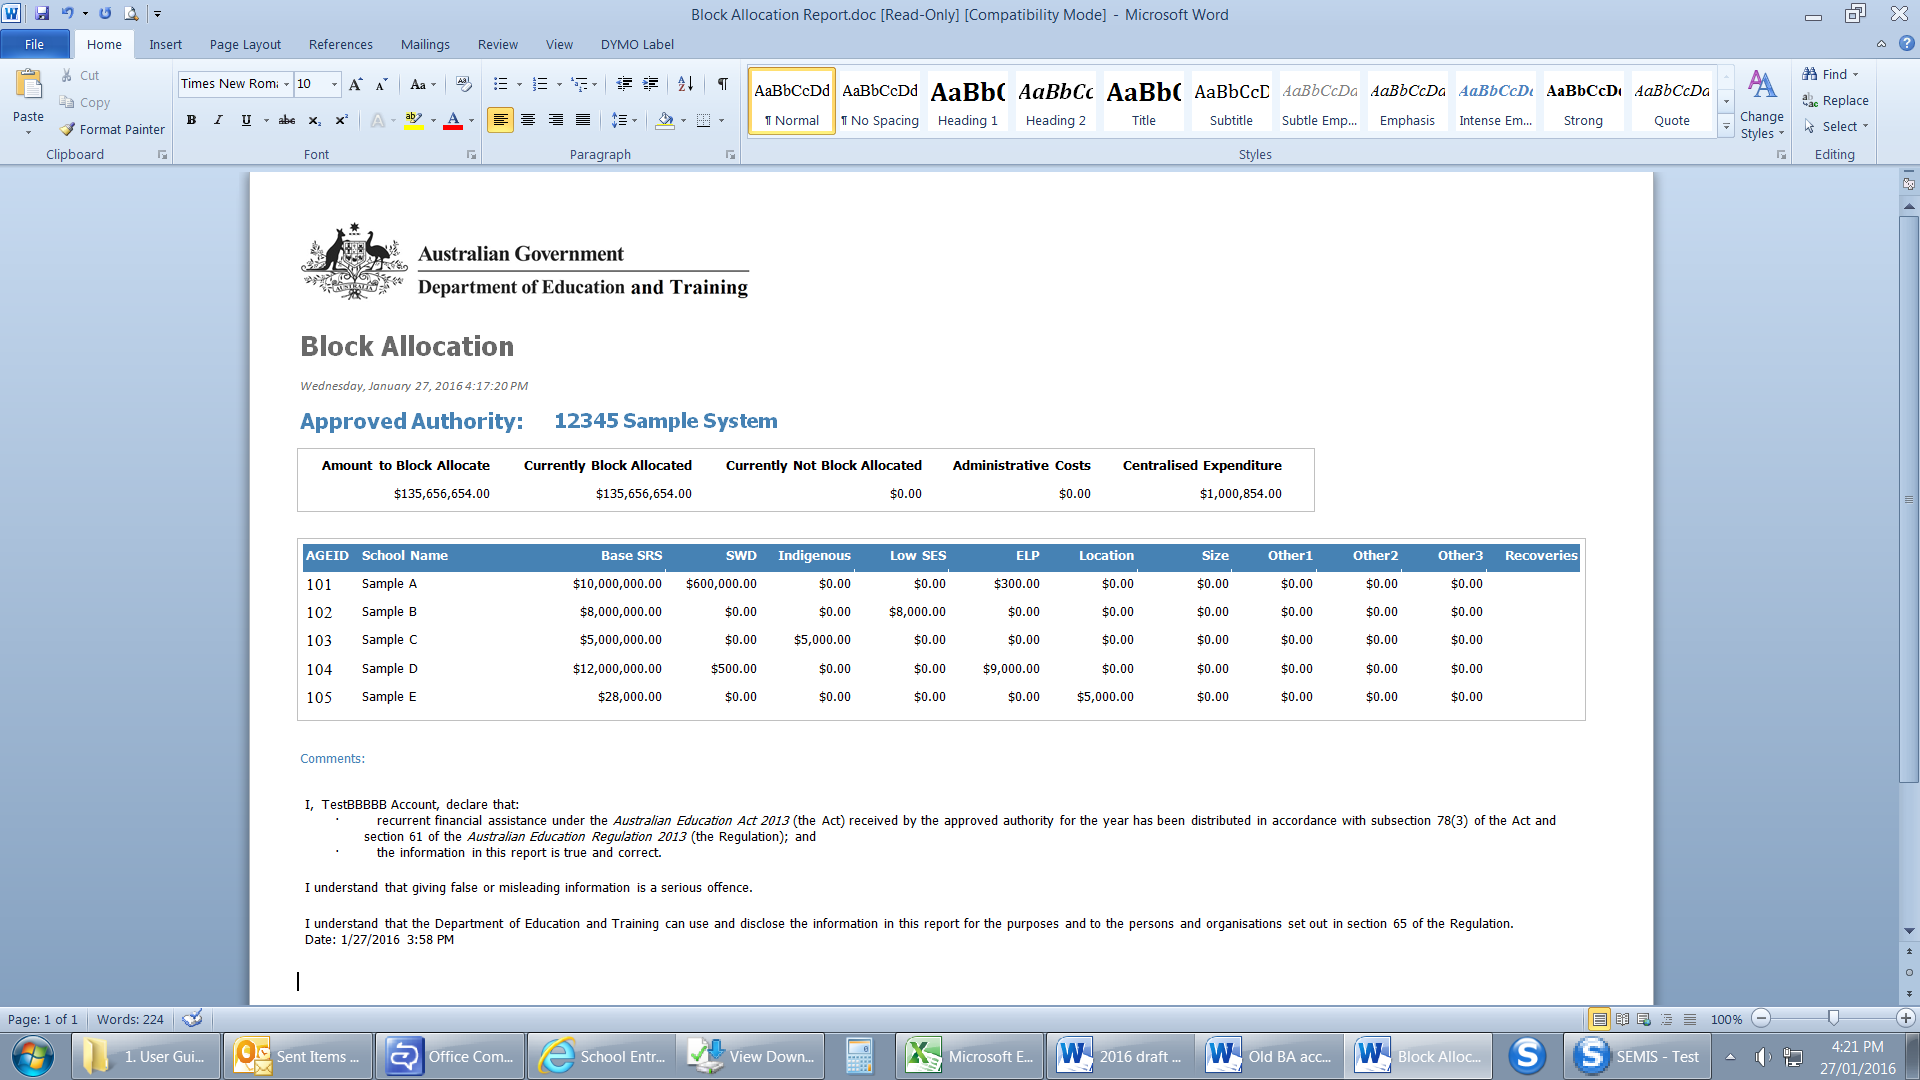 Block Allocation Report.doc [Read-Only] [Compatibility Mode] - Microsoft Word
File Home Insert Page Layout References Mailings Review View DYMO Label
Paste Cut Copy Format Painter
Times New Roma 10
AaBbCcDd AaBbCcDd AaBbC AaBbCc AaBbC AaBbCcD AaBbCcDd AaBbCcDd AaBbCcDd AaBbCcDd AaBbCcDd
¶ Normal ¶ No Spacing Heading 1 Heading 2 Title Subtitle Subtle Emp... Emphasis Intense Em... Strong Quote
Change Styles
Find
Replace
Select
Clipboard Font Paragraph Styles Editing
AUSTRALIA
Australian Government
Department of Education and Training
Block Allocation
Wednesday, January 27, 2016 4:17:20 PM
Approved Authority: 12345 Sample System
Amount to Block Allocate Currently Block Allocated Currently Not Block Allocated Administrative Costs Centralised Expenditure
$135,656,654.00 $135,656,654.00 $0.00 $0.00 $1,000,854.00
AGEID School Name Base SRS SWD Indigenous Low SES ELP Location Size Other1 Other2 Other3 Recoveries
101 Sample A $10,000,000.00 $600,000.00 $0.00 $0.00 $300.00 $0.00 $0.00 $0.00 $0.00 $0.00
102 Sample B $8,000,000.00 $0.00 $0.00 $8,000.00 $0.00 $0.00 $0.00 $0.00 $0.00 $0.00
103 Sample C $5,000,000.00 $0.00 $5,000.00 $0.00 $0.00 $0.00 $0.00 $0.00 $0.00 $0.00
104 Sample D $12,000,000.00 $500.00 $0.00 $0.00 $9,000.00 $0.00 $0.00 $0.00 $0.00 $0.00
105 Sample E $28,000.00 $0.00 $0.00 $0.00 $0.00 $5,000.00 $0.00 $0.00 $0.00 $0.00
Comments:
I, TestBBBBB Account, declare that:
· recurrent financial assistance under the Australian Education Act 2013 (the Act) received by the approved authority for the year has been distributed in accordance with subsection 78(3) of the Act and
section 61 of the Australian Education Regulation 2013 (the Regulation); and
· the information in this report is true and correct.
I understand that giving false or misleading information is a serious offence.
I understand that the Department of Education and Training can use and disclose the information in this report for the purposes and to the persons and organisations set out in section 65 of the Regulation.
Date: 1/27/2016 3:58 PM
Page: 1 of 1 Words: 224 100%
1. User Gui... Sent Items ... Office Com... School Entr... View Down... Microsoft E... 2016 draft ... Old BA acc... Block Alloc... SEMIS - Test
4:21 PM
27/01/2016